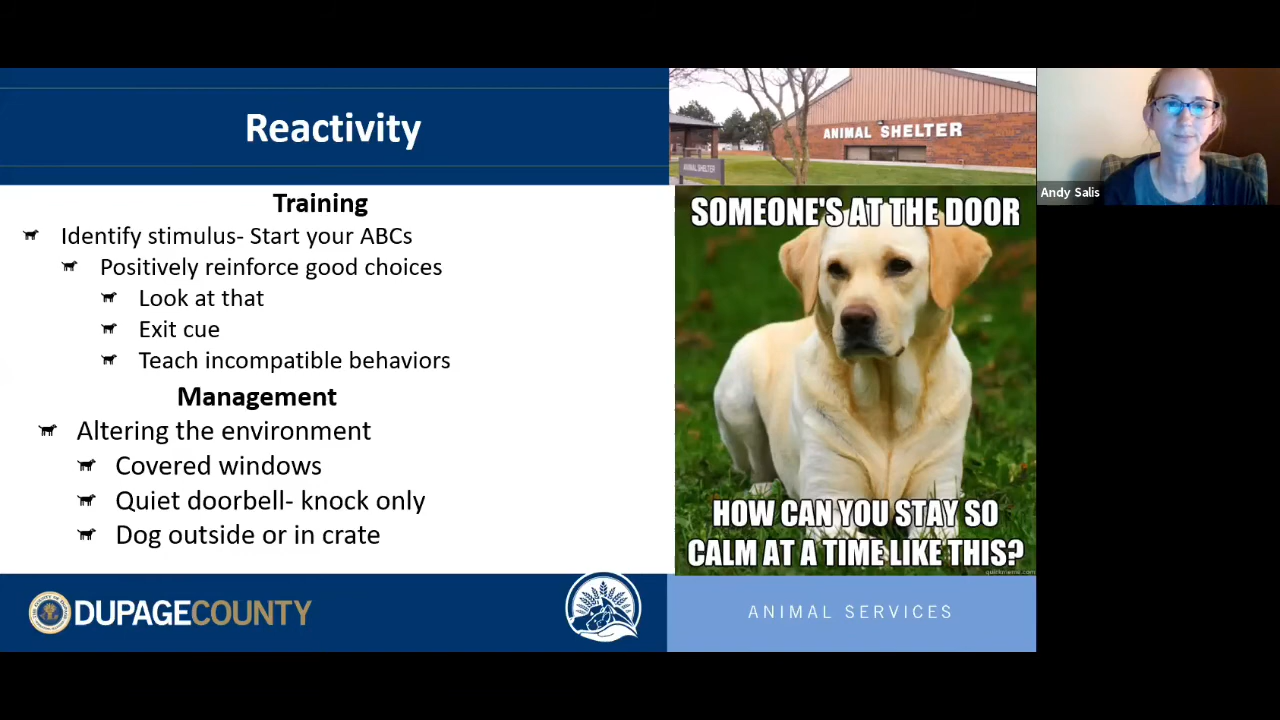 Reactivity
Training
Identify stimulus- Start your ABCs
Positively reinforce good choices
Look at that
Exit cue
Teach incompatible behaviors
Management
Altering the environment
Covered windows
Quiet doorbell- knock only
Dog outside or in crate
DUPAGECOUNTY
ANIMAL SHELTER
ANIMAL SHELTER
SOMEONE'S AT THE DOOR
HOW CAN YOU STAY SO
CALM AT A TIME LIKE THIS?
ANIMAL SERVICES
Andy Salis